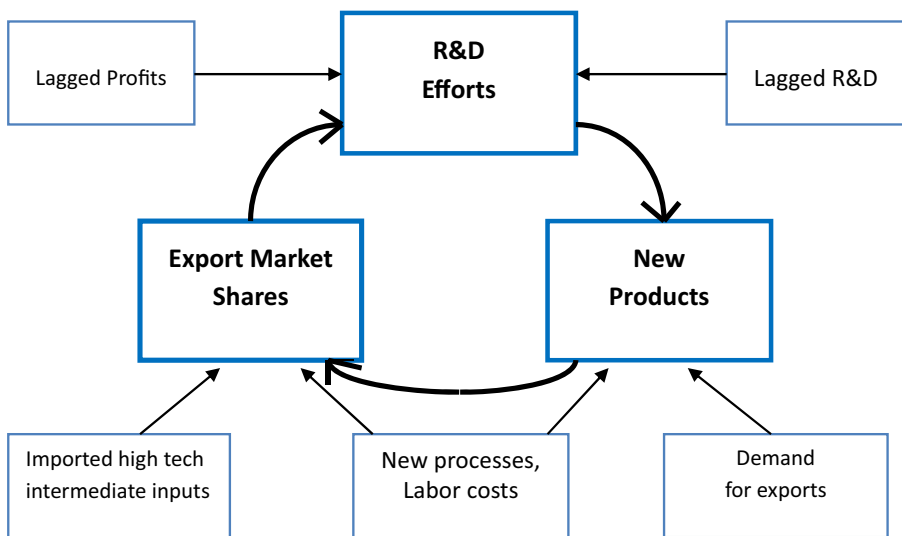 R&D
Efforts
Lagged Profits
Lagged R&D
Export Market
Shares
New
Products
Imported high tech
intermediate inputs
New processes,
Labor costs
Demand
for exports